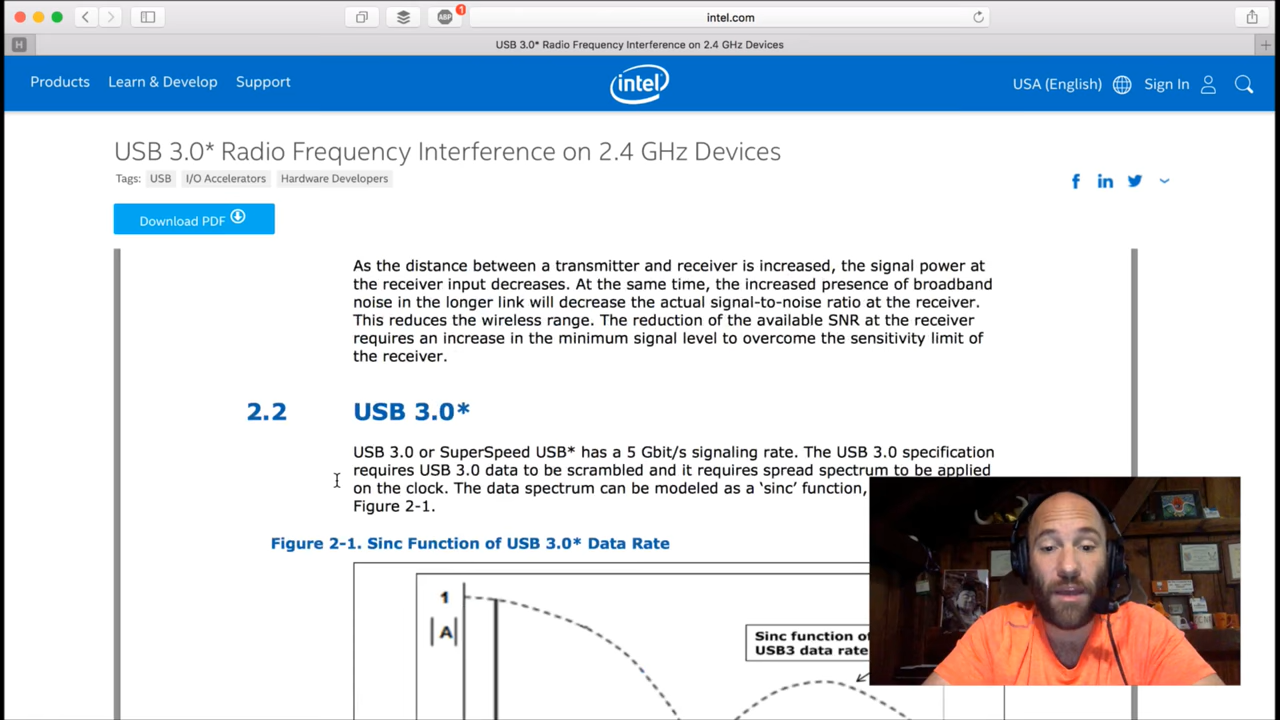 ABP
1
intel.com
H
USB 3.0* Radio Frequency Interference on 2.4 GHz Devices
Products Learn & Develop Support
intel
USA (English) Sign In
USB 3.0* Radio Frequency Interference on 2.4 GHz Devices
Tags: USB I/O Accelerators Hardware Developers
Download PDF
As the distance between a transmitter and receiver is increased, the signal power at
the receiver input decreases. At the same time, the increased presence of broadband
noise in the longer link will decrease the actual signal-to-noise ratio at the receiver.
This reduces the wireless range. The reduction of the available SNR at the receiver
requires an increase in the minimum signal level to overcome the sensitivity limit of
the receiver.
2.2 USB 3.0*
USB 3.0 or SuperSpeed USB* has a 5 Gbit/s signaling rate. The USB 3.0 specification
requires USB 3.0 data to be scrambled and it requires spread spectrum to be applied
on the clock. The data spectrum can be modeled as a ‘sinc’ function,
Figure 2-1.
Figure 2-1. Sinc Function of USB 3.0* Data Rate
1
|A|
Sinc function of
USB3 data rate